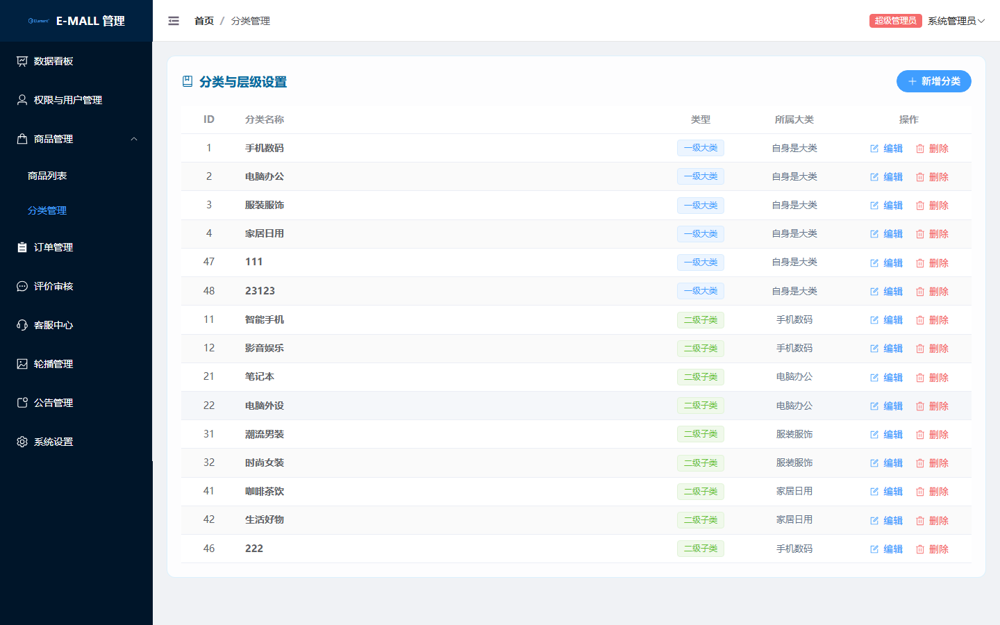 Element E-MALL 管理
首页 / 分类管理
超级管理员 系统管理员
数据看板
权限与用户管理
商品管理
商品列表
分类管理
订单管理
评价审核
客服中心
轮播管理
公告管理
系统设置
分类与层级设置
新增分类
ID 分类名称 类型 所属大类 操作
1 手机数码 一级大类 自身是大类 编辑 删除
2 电脑办公 一级大类 自身是大类 编辑 删除
3 服装服饰 一级大类 自身是大类 编辑 删除
4 家居日用 一级大类 自身是大类 编辑 删除
47 111 一级大类 自身是大类 编辑 删除
48 23123 一级大类 自身是大类 编辑 删除
11 智能手机 二级子类 手机数码 编辑 删除
12 影音娱乐 二级子类 手机数码 编辑 删除
21 笔记本 二级子类 电脑办公 编辑 删除
22 电脑外设 二级子类 电脑办公 编辑 删除
31 潮流男装 二级子类 服装服饰 编辑 删除
32 时尚女装 二级子类 服装服饰 编辑 删除
41 咖啡茶饮 二级子类 家居日用 编辑 删除
42 生活好物 二级子类 家居日用 编辑 删除
46 222 二级子类 手机数码 编辑 删除